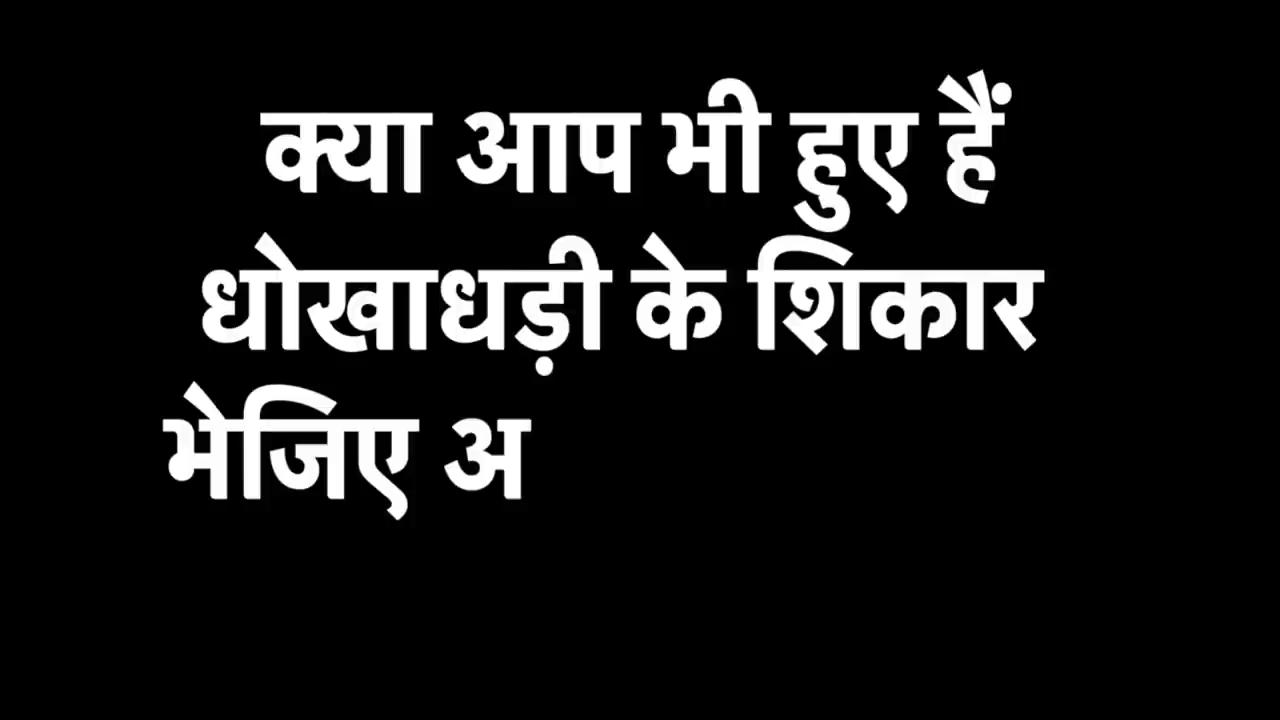 क्या आप भी हुए हैं
धोखाधड़ी के शिकार
भेजिए अ